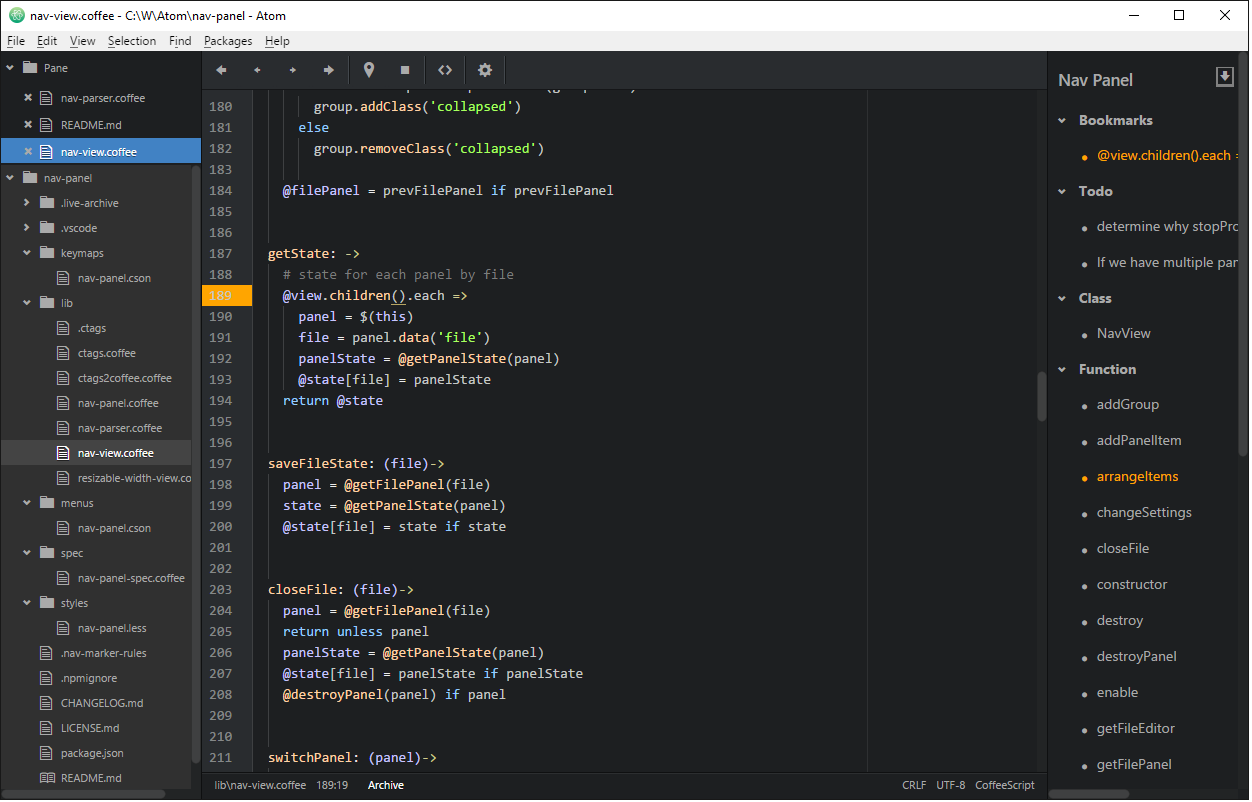 nav-view.coffee - C:\W\Atom\nav-panel - Atom
File Edit View Selection Find Packages Help
Pane
nav-parser.coffee
README.md
nav-view.coffee
nav-panel
.live-archive
.vscode
keymaps
nav-panel.cson
lib
.ctags
ctags.coffee
ctags2coffee.coffee
nav-panel.coffee
nav-parser.coffee
nav-view.coffee
resizable-width-view.co
menus
nav-panel.cson
spec
nav-panel-spec.coffee
styles
nav-panel.less
.nav-marker-rules
.npmignore
CHANGELOG.md
LICENSE.md
package.json
README.md
180 group.addClass('collapsed')
181 else
182 group.removeClass('collapsed')
183
184 @filePanel = prevFilePanel if prevFilePanel
185
186
187 getState: ->
188 # state for each panel by file
189 @view.children().each =>
190 panel = $(this)
191 file = panel.data('file')
192 panelState = @getPanelState(panel)
193 @state[file] = panelState
194 return @state
195
196
197 saveFileState: (file)->
198 panel = @getFilePanel(file)
199 state = @getPanelState(panel)
200 @state[file] = state if state
201
202
203 closeFile: (file)->
204 panel = @getFilePanel(file)
205 return unless panel
206 panelState = @getPanelState(panel)
207 @state[file] = panelState if panelState
208 @destroyPanel(panel) if panel
209
210
211 switchPanel: (panel)->
lib\nav-view.coffee 189:19 Archive CRLF UTF-8 CoffeeScript
Nav Panel
Bookmarks
@view.children().each =
Todo
determine why stopPro
If we have multiple pan
Class
NavView
Function
addGroup
addPanelItem
arrangeItems
changeSettings
closeFile
constructor
destroy
destroyPanel
enable
getFileEditor
getFilePanel